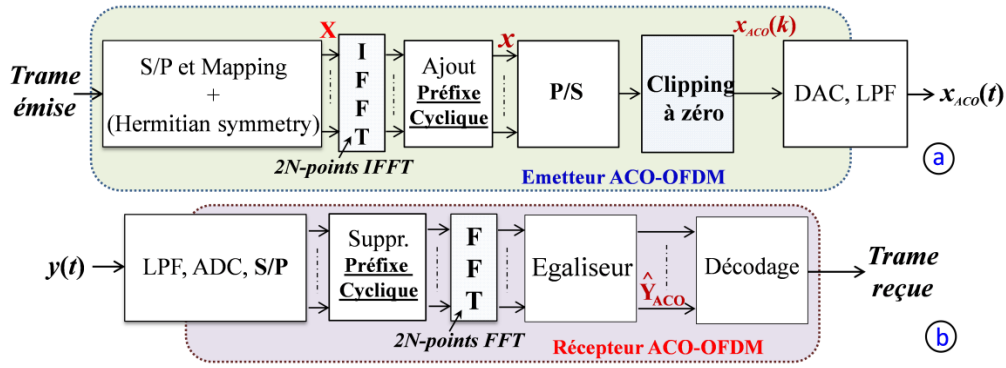 Trame
émise
S/P et Mapping
+
(Hermitian symmetry)
X
I
F
F
T
2N-points IFFT
Ajout
Préfixe
Cyclique
x
P/S
Clipping
à zéro
x_ACO(k)
DAC, LPF
x_ACO(t)
Emetteur ACO-OFDM
a
y(t)
LPF, ADC, S/P
Suppr.
Préfixe
Cyclique
F
F
T
2N-points FFT
Egaliseur
Ŷ_ACO
Décodage
Trame
reçue
Récepteur ACO-OFDM
b